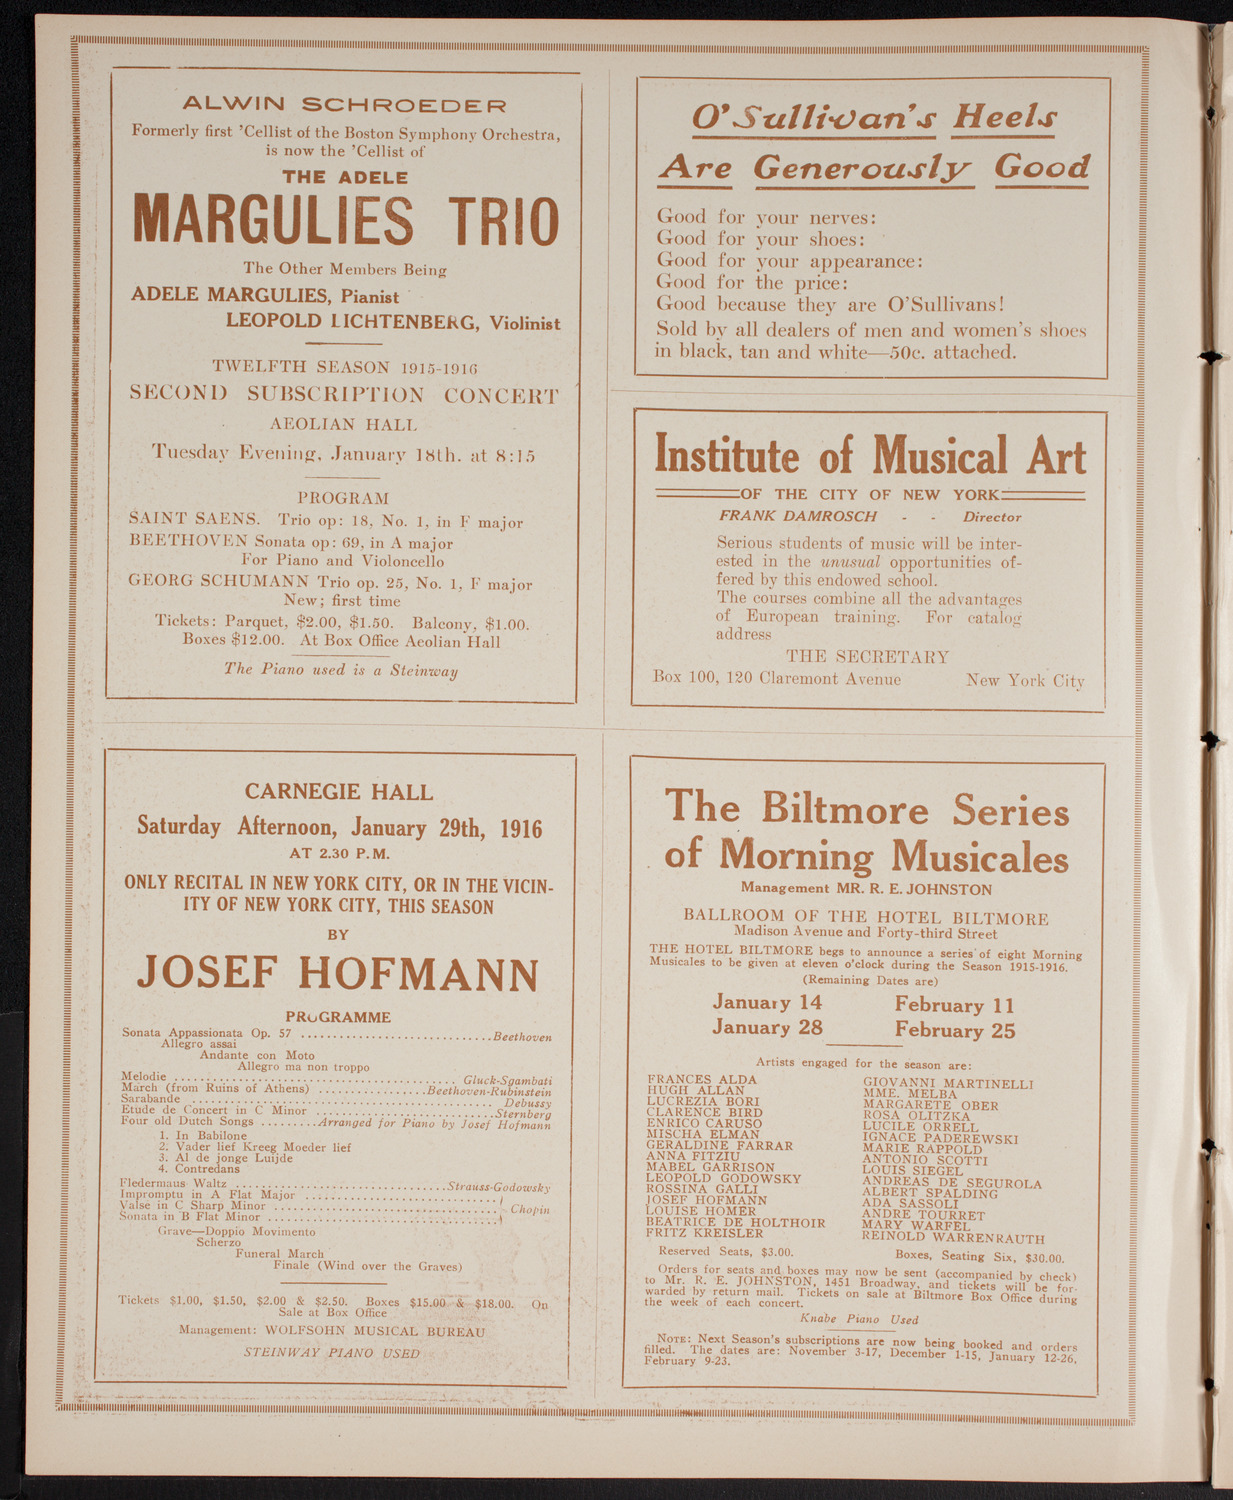 ALWIN SCHROEDER
Formerly first 'Cellist of the Boston Symphony Orchestra,
is now the 'Cellist of
THE ADELE
MARGULIES TRIO
The Other Members Being
ADELE MARGULIES, Pianist
LEOPOLD LICHTENBERG, Violinist
TWELFTH SEASON 1915-1916
SECOND SUBSCRIPTION CONCERT
AEOLIAN HALL
Tuesday Evening, January 18th. at 8:15
PROGRAM
SAINT SAENS. Trio op: 18, No. 1, in F major
BEETHOVEN Sonata op: 69, in A major
For Piano and Violoncello
GEORG SCHUMANN Trio op. 25, No. 1, F major
New; first time
Tickets: Parquet, $2.00, $1.50. Balcony, $1.00.
Boxes $12.00. At Box Office Aeolian Hall
The Piano used is a Steinway
O'Sullivan's Heels
Are Generously Good
Good for your nerves:
Good for your shoes:
Good for your appearance:
Good for the price:
Good because they are O'Sullivans!
Sold by all dealers of men and women's shoes
in black, tan and white—50c. attached.
Institute of Musical Art
OF THE CITY OF NEW YORK
FRANK DAMROSCH - - Director
Serious students of music will be inter-
ested in the unusual opportunities of-
fered by this endowed school.
The courses combine all the advantages
of European training. For catalog
address
THE SECRETARY
Box 100, 120 Claremont Avenue New York City
CARNEGIE HALL
Saturday Afternoon, January 29th, 1916
AT 2.30 P.M.
ONLY RECITAL IN NEW YORK CITY, OR IN THE VICIN-
ITY OF NEW YORK CITY, THIS SEASON
BY
JOSEF HOFMANN
PROGRAMME
Sonata Appassionata Op. 57 ............................Beethoven
Allegro assai
Andante con Moto
Allegro ma non troppo
Melodie ........................................... Gluck-Sgambati
March (from Ruins of Athens) .................Beethoven-Rubinstein
Sarabande .............................................. Debussy
Etude de Concert in C Minor ...........................Sternberg
Four old Dutch Songs .........Arranged for Piano by Josef Hofmann
1. In Babilone
2. Vader lief Kreeg Moeder lief
3. Al de jonge Luijde
4. Contredans
Fledermaus Waltz ................................Strauss-Godowsky
Impromptu in A Flat Major ..............................
Valse in C Sharp Minor .................................. Chopin
Sonata in B Flat Minor ..................................
Grave—Doppio Movimento
Scherzo
Funeral March
Finale (Wind over the Graves)
Tickets $1.00, $1.50, $2.00 & $2.50. Boxes $15.00 & $18.00. On
Sale at Box Office
Management: WOLFSOHN MUSICAL BUREAU
STEINWAY PIANO USED
The Biltmore Series
of Morning Musicales
Management MR. R. E. JOHNSTON
BALLROOM OF THE HOTEL BILTMORE
Madison Avenue and Forty-third Street
THE HOTEL BILTMORE begs to announce a series of eight Morning
Musicales to be given at eleven o'clock during the Season 1915-1916.
(Remaining Dates are)
January 14 February 11
January 28 February 25
Artists engaged for the season are:
FRANCES ALDA
HUGH ALLAN
LUCREZIA BORI
CLARENCE BIRD
ENRICO CARUSO
MISCHA ELMAN
GERALDINE FARRAR
ANNA FITZIU
MABEL GARRISON
LEOPOLD GODOWSKY
ROSSINA GALLI
JOSEF HOFMANN
LOUISE HOMER
BEATRICE DE HOLTHOIR
FRITZ KREISLER
GIOVANNI MARTINELLI
MME. MELBA
MARGARETE OBER
ROSA OLITZKA
LUCILE ORRELL
IGNACE PADEREWSKI
MARIE RAPPOLD
ANTONIO SCOTTI
LOUIS SIEGEL
ANDREAS DE SEGUROLA
ALBERT SPALDING
ADA SASSOLI
ANDRE TOURRET
MARY WARFEL
REINOLD WARRENRAUTH
Reserved Seats, $3.00. Boxes, Seating Six, $30.00.
Orders for seats and boxes may now be sent (accompanied by check)
to Mr. R. E. JOHNSTON, 1451 Broadway, and tickets will be for-
warded by return mail. Tickets on sale at Biltmore Box Office during
the week of each concert.
Knabe Piano Used
NOTE: Next Season's subscriptions are now being booked and orders
filled. The dates are: November 3-17, December 1-15, January 12-26,
February 9-23.